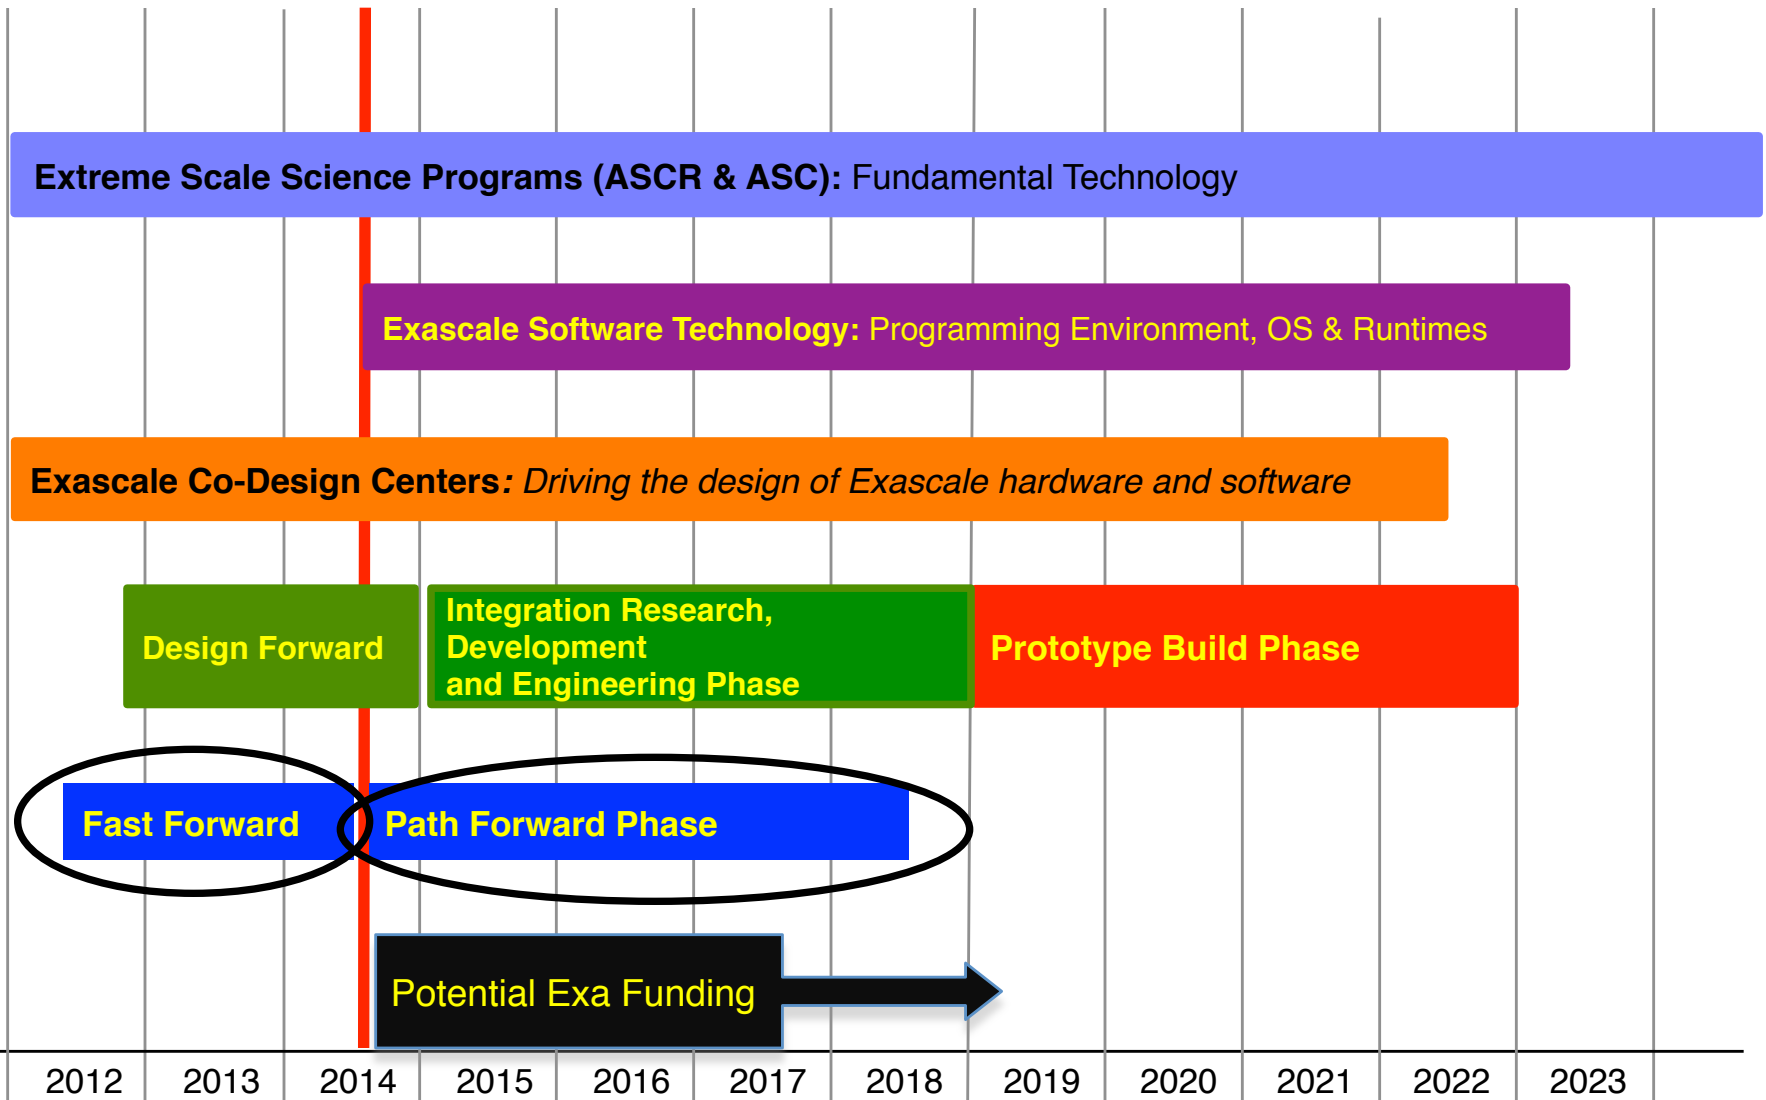 Extreme Scale Science Programs (ASCR & ASC): Fundamental Technology
Exascale Software Technology: Programming Environment, OS & Runtimes
Exascale Co-Design Centers: Driving the design of Exascale hardware and software
Design Forward
Integration Research,
Development
and Engineering Phase
Prototype Build Phase
Fast Forward
Path Forward Phase
Potential Exa Funding
2012 2013 2014 2015 2016 2017 2018 2019 2020 2021 2022 2023